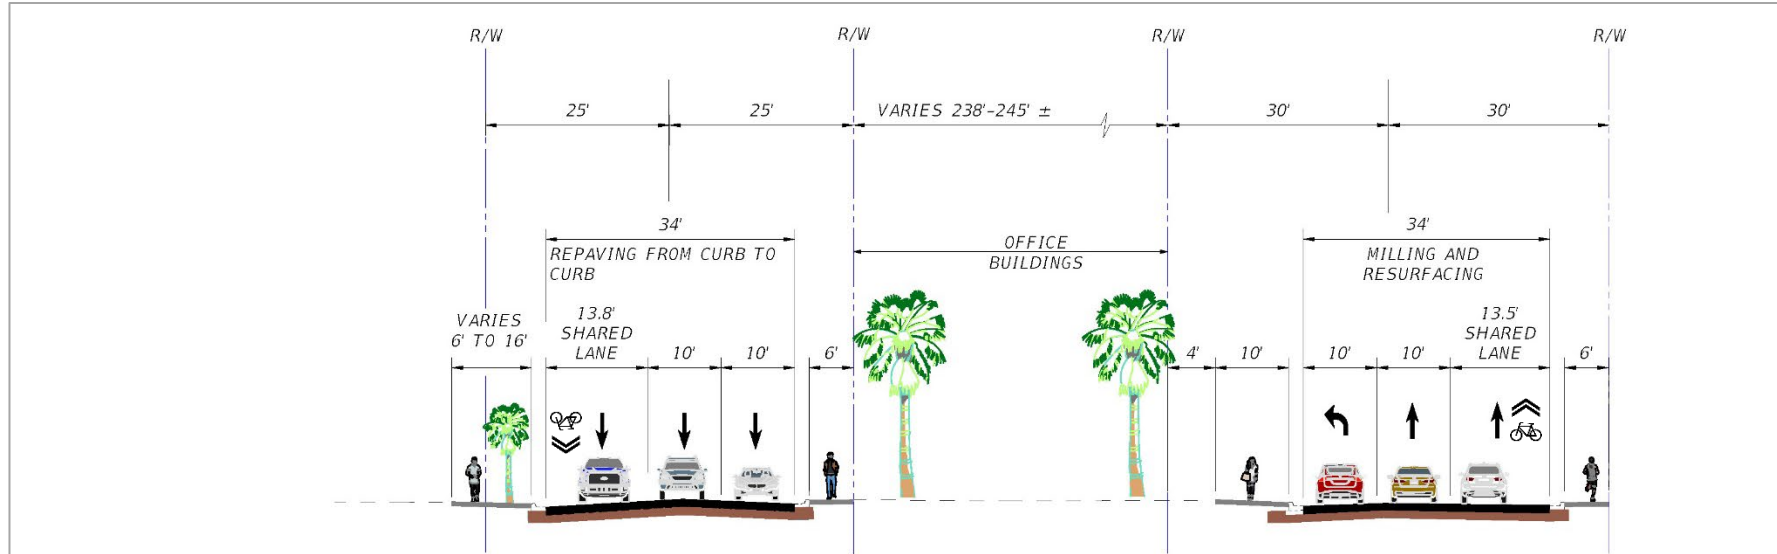 R/W R/W R/W R/W
25' 25' VARIES 238'-245' ± 30' 30'
34' 34'
REPAVING FROM CURB TO
CURB
OFFICE
BUILDINGS
MILLING AND
RESURFACING
VARIES
6' TO 16'
13.8'
SHARED
LANE
10' 10' 6'
4' 10' 10' 10'
13.5'
SHARED
LANE
6'